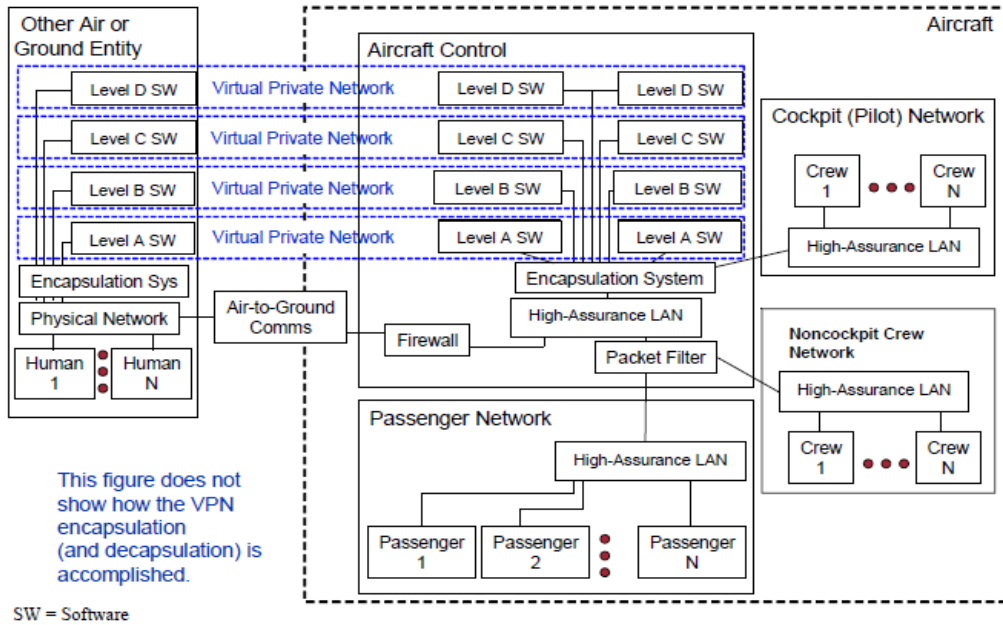 Other Air or
Ground Entity
Level D SW
Level C SW
Level B SW
Level A SW
Encapsulation Sys
Physical Network
Human
1
Human
N
Virtual Private Network
Virtual Private Network
Virtual Private Network
Virtual Private Network
Air-to-Ground
Comms
Aircraft
Aircraft Control
Level D SW
Level D SW
Level C SW
Level C SW
Level B SW
Level B SW
Level A SW
Level A SW
Encapsulation System
High-Assurance LAN
Firewall
Packet Filter
Cockpit (Pilot) Network
Crew
1
Crew
N
High-Assurance LAN
Noncockpit Crew
Network
High-Assurance LAN
Crew
1
Crew
N
Passenger Network
High-Assurance LAN
Passenger
1
Passenger
2
Passenger
N
This figure does not
show how the VPN
encapsulation
(and decapsulation) is
accomplished.
SW = Software